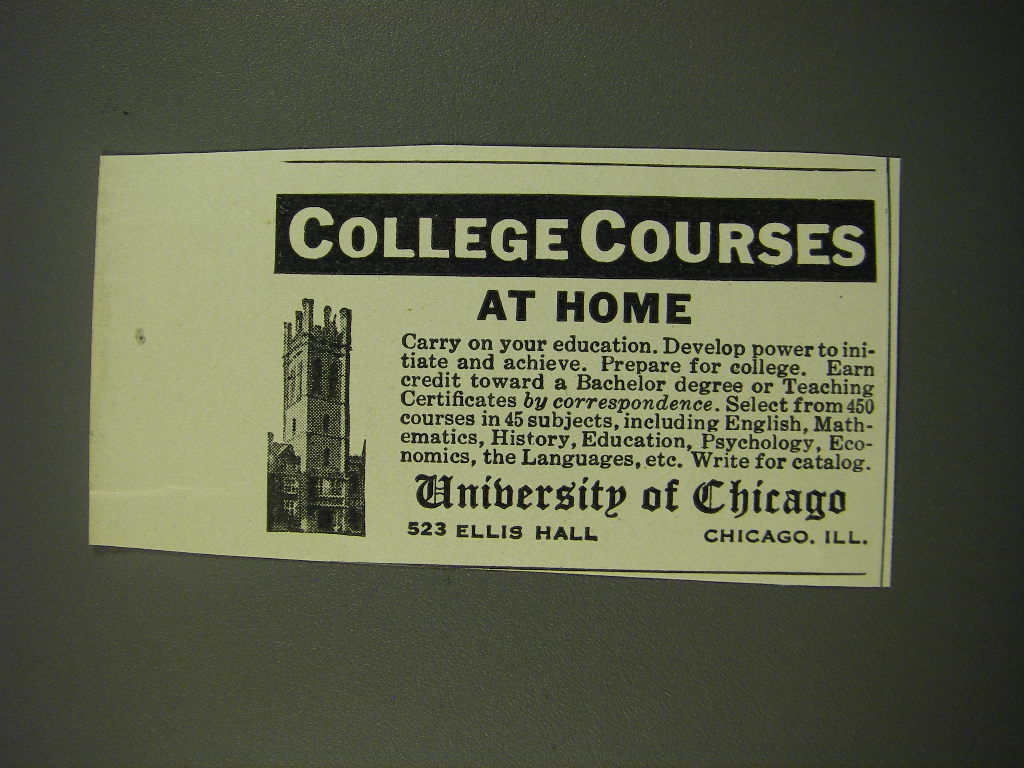 COLLEGE COURSES
AT HOME
Carry on your education. Develop power to ini-
tiate and achieve. Prepare for college. Earn
credit toward a Bachelor degree or Teaching
Certificates by correspondence. Select from 450
courses in 45 subjects, including English, Math-
ematics, History, Education, Psychology, Eco-
nomics, the Languages, etc. Write for catalog.
University of Chicago
523 ELLIS HALL CHICAGO, ILL.